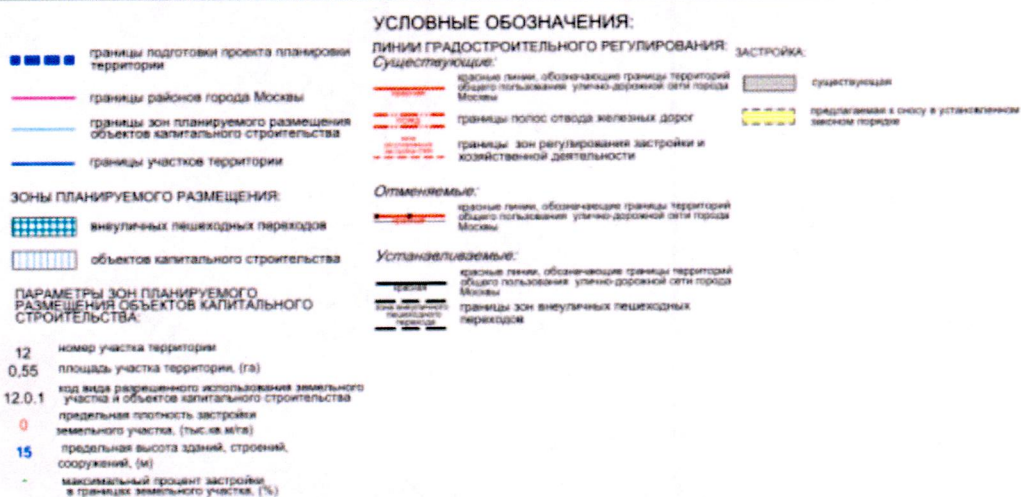 УСЛОВНЫЕ ОБОЗНАЧЕНИЯ:
границы подготовки проекта планировки
территории
границы районов города Москвы
границы зон планируемого размещения
объектов капитального строительства
границы участков территории
ЗОНЫ ПЛАНИРУЕМОГО РАЗМЕЩЕНИЯ:
внеуличных пешеходных переходов
объектов капитального строительства
ПАРАМЕТРЫ ЗОН ПЛАНИРУЕМОГО
РАЗМЕЩЕНИЯ ОБЪЕКТОВ КАПИТАЛЬНОГО
СТРОИТЕЛЬСТВА:
12 номер участка территории
0,55 площадь участка территории, (га)
12.0.1 код вида разрешенного использования земельного
участка и объектов капитального строительства
0 предельная плотность застройки
земельного участка, (тыс.кв.м/га)
15 предельная высота зданий, строений,
сооружений, (м)
- максимальный процент застройки
в границах земельного участка, (%)
ЛИНИИ ГРАДОСТРОИТЕЛЬНОГО РЕГУЛИРОВАНИЯ:
Существующие:
красные линии, обозначающие границы территорий
общего пользования улично-дорожной сети города
Москвы
границы полос отвода железных дорог
границы зон регулирования застройки и
хозяйственной деятельности
Отменяемые:
красные линии, обозначающие границы территорий
общего пользования улично-дорожной сети города
Москвы
Устанавливаемые:
красные линии, обозначающие границы территорий
общего пользования улично-дорожной сети города
Москвы
красная
зона внеуличного
пешеходного
перехода
границы зон внеуличных пешеходных
переходов
ЗАСТРОЙКА:
существующая
предлагаемая к сносу в установленном
законом порядке